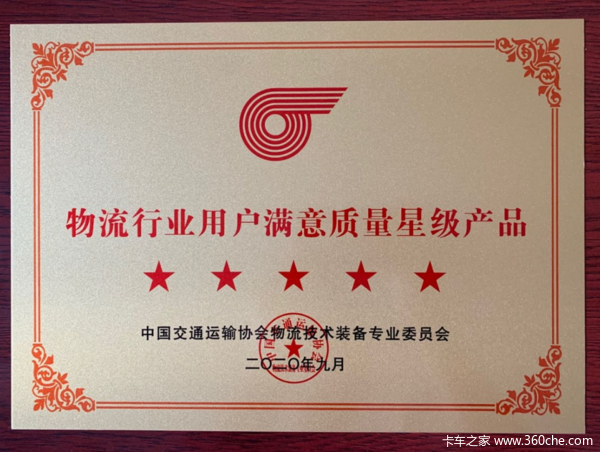 物流行业用户满意质量星级产品
中国交通运输协会物流技术装备专业委员会
二〇二〇年九月
卡车之家 www.360che.com